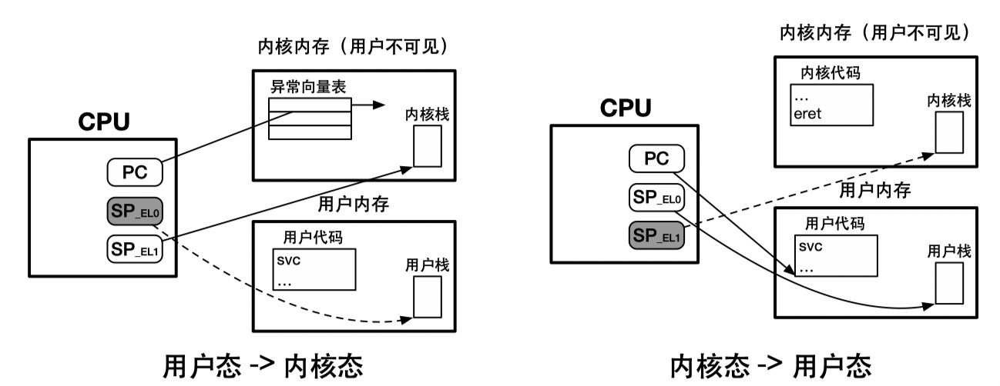 内核内存（用户不可见）
异常向量表
内核栈
CPU
PC
SP_EL0
SP_EL1
用户内存
用户代码
svc
...
用户栈
用户态 -> 内核态
内核内存（用户不可见）
内核代码
...
eret
内核栈
CPU
PC
SP_EL0
SP_EL1
用户内存
用户代码
svc
...
用户栈
内核态 -> 用户态